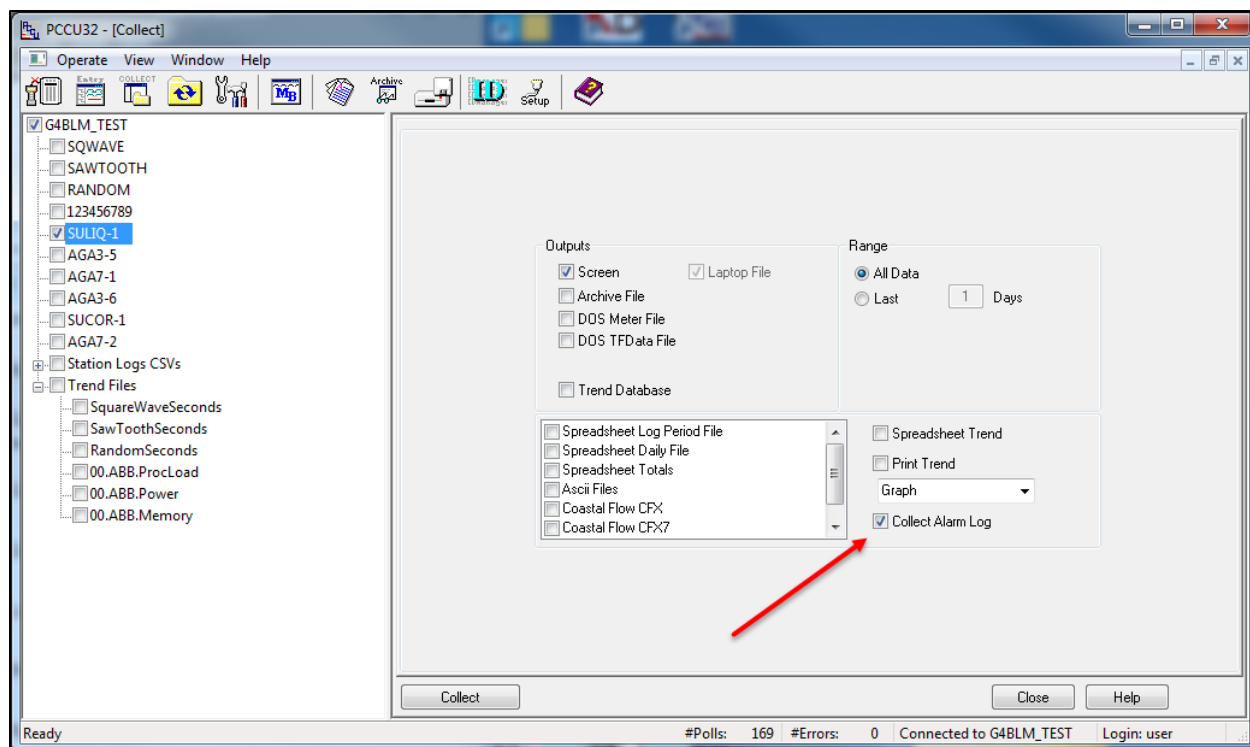 PCCU32 - [Collect]
Operate View Window Help
Entry
COLLECT
MB
Archive
Setup
G4BLM_TEST
SQWAVE
SAWTOOTH
RANDOM
123456789
SULIQ-1
AGA3-5
AGA7-1
AGA3-6
SUCOR-1
AGA7-2
Station Logs CSVs
Trend Files
SquareWaveSeconds
SawToothSeconds
RandomSeconds
00.ABB.ProcLoad
00.ABB.Power
00.ABB.Memory
Outputs
Screen
Laptop File
Archive File
DOS Meter File
DOS TFData File
Trend Database
Range
All Data
Last 1 Days
Spreadsheet Log Period File
Spreadsheet Daily File
Spreadsheet Totals
Ascii Files
Coastal Flow CFX
Coastal Flow CFX7
Spreadsheet Trend
Print Trend
Graph
Collect Alarm Log
Collect
Close
Help
Ready
#Polls: 169 #Errors: 0 Connected to G4BLM_TEST Login: user